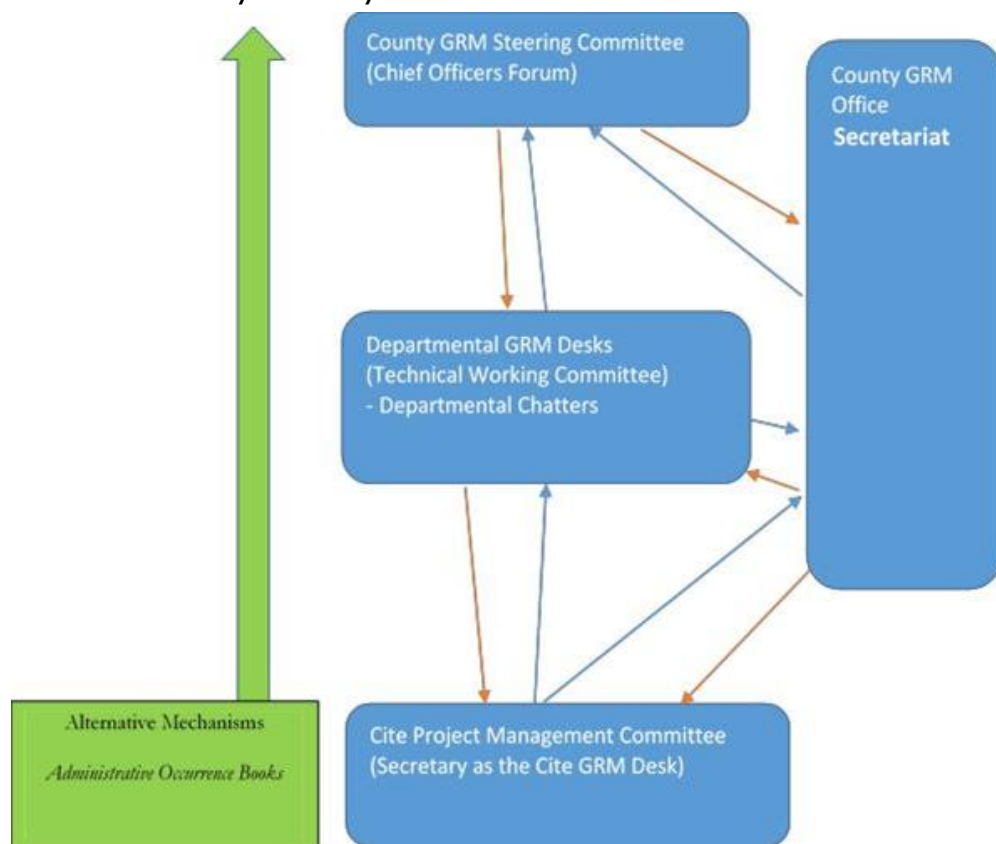 County GRM Steering Committee
(Chief Officers Forum)
County GRM
Office
Secretariat
Departmental GRM Desks
(Technical Working Committee)
- Departmental Chatters
Alternative Mechanisms
Administrative Occurrence Books
Cite Project Management Committee
(Secretary as the Cite GRM Desk)